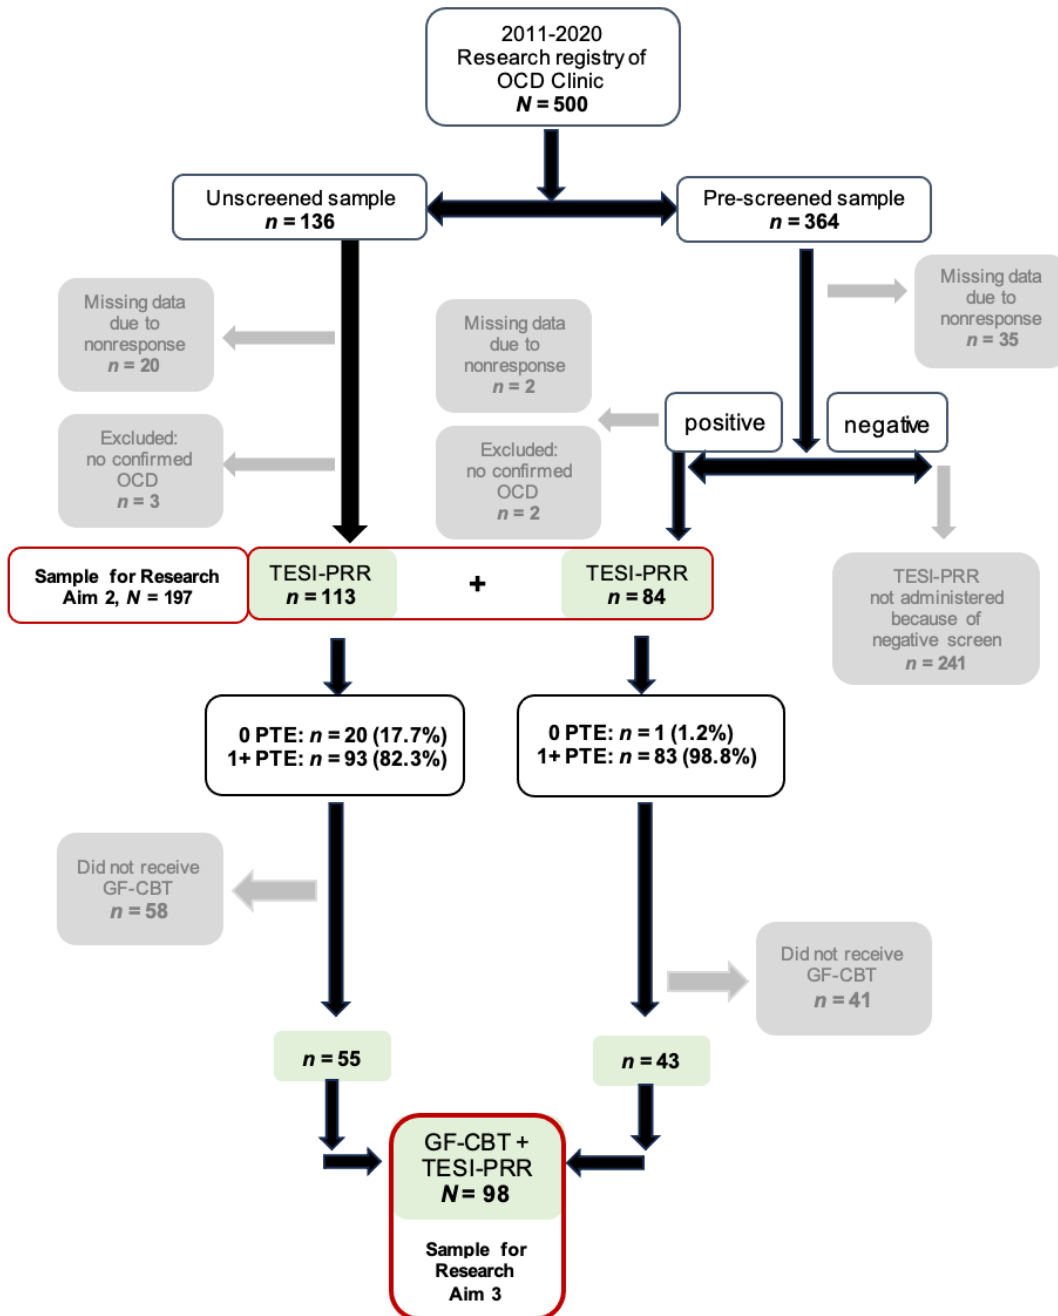 2011-2020
Research registry of
OCD Clinic
N = 500
Unscreened sample
n = 136
Pre-screened sample
n = 364
Missing data
due to
nonresponse
n = 20
Missing data
due to
nonresponse
n = 2
Missing data
due to
nonresponse
n = 35
positive
negative
Excluded:
no confirmed
OCD
n = 3
Excluded:
no confirmed
OCD
n = 2
Sample for Research
Aim 2, N = 197
TESI-PRR
n = 113
+
TESI-PRR
n = 84
TESI-PRR
not administered
because of
negative screen
n = 241
0 PTE: n = 20 (17.7%)
1+ PTE: n = 93 (82.3%)
0 PTE: n = 1 (1.2%)
1+ PTE: n = 83 (98.8%)
Did not receive
GF-CBT
n = 58
Did not receive
GF-CBT
n = 41
n = 55
n = 43
GF-CBT +
TESI-PRR
N = 98
Sample for
Research
Aim 3